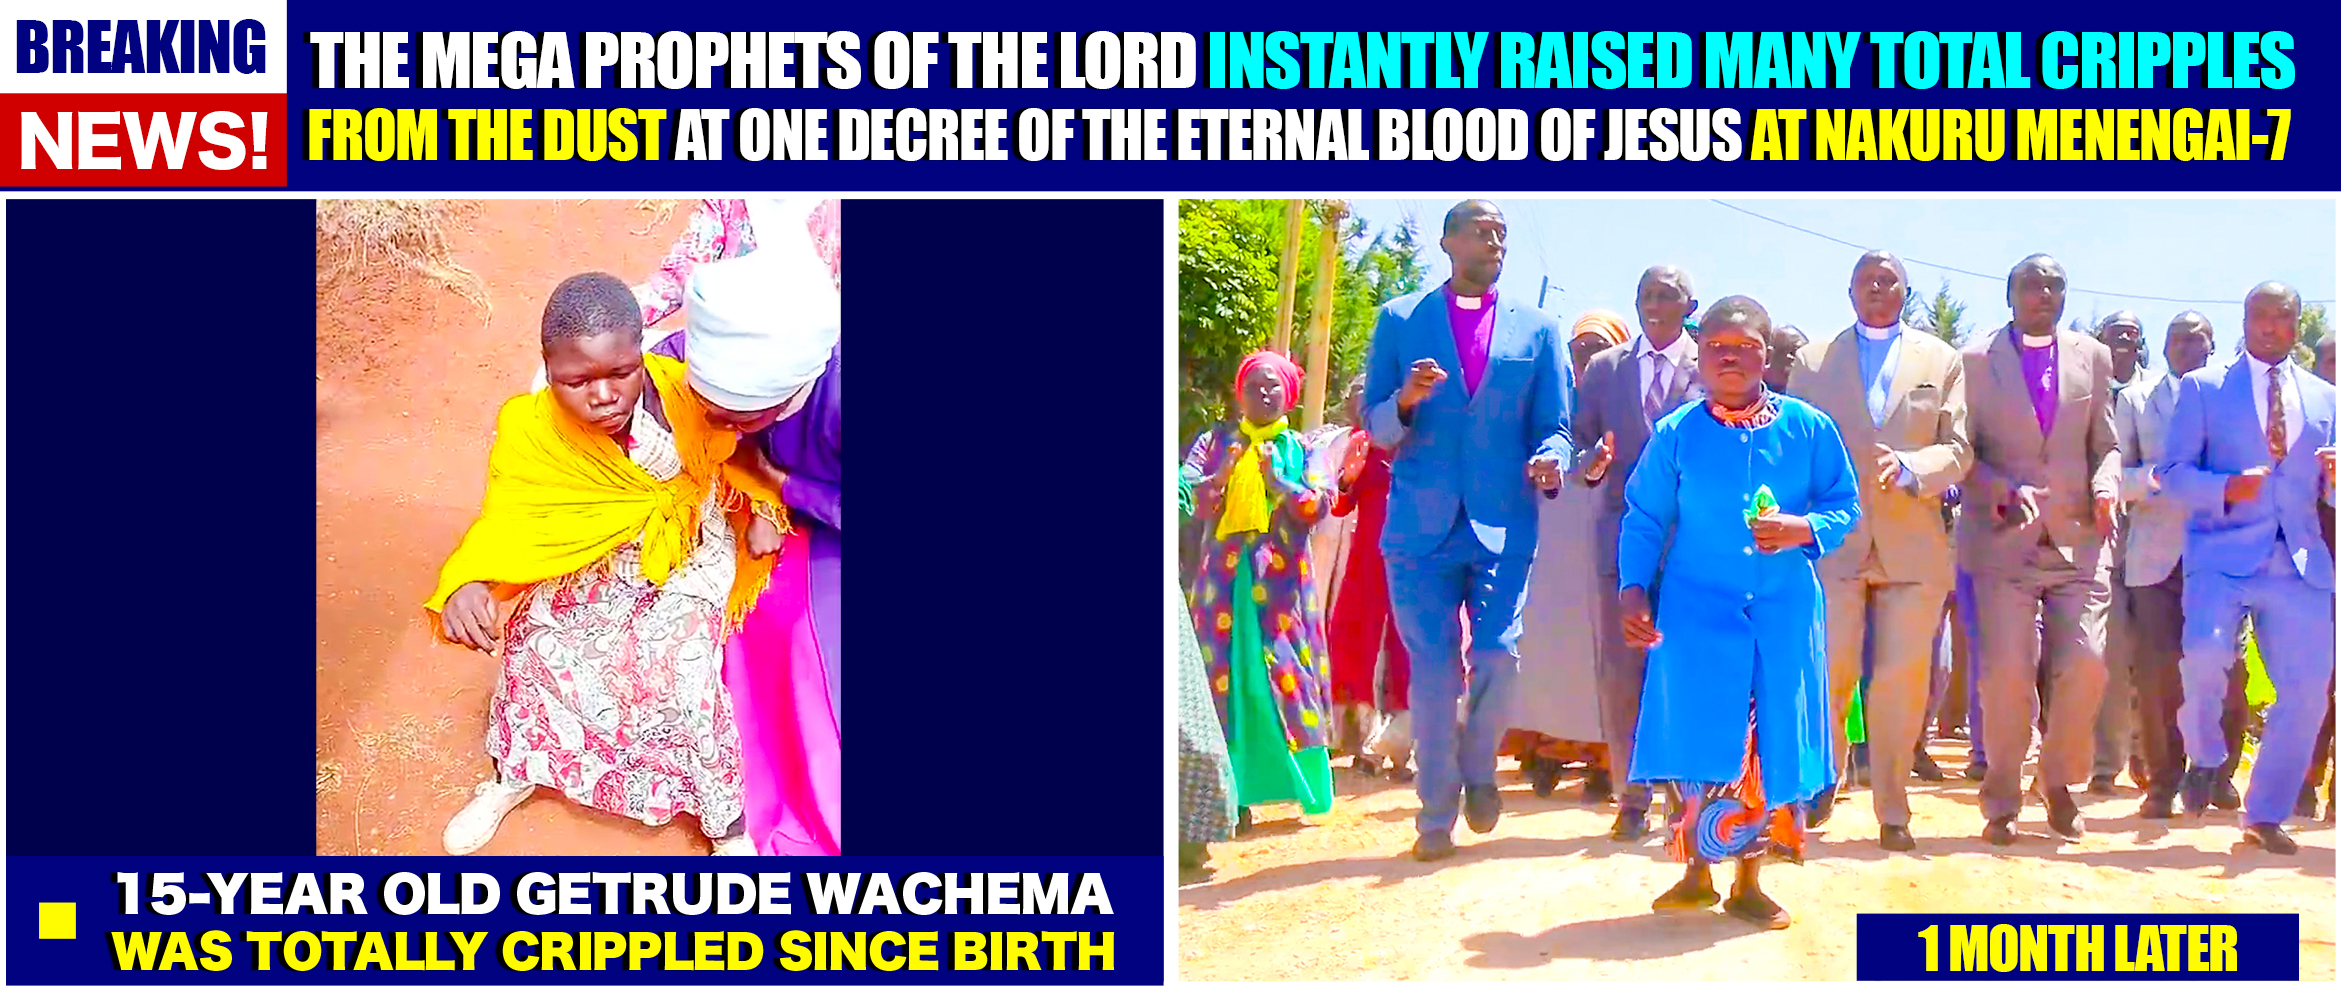 BREAKING
NEWS!
THE MEGA PROPHETS OF THE LORD INSTANTLY RAISED MANY TOTAL CRIPPLES
FROM THE DUST AT ONE DECREE OF THE ETERNAL BLOOD OF JESUS AT NAKURU MENENGAI-7
15-YEAR OLD GETRUDE WACHEMA
WAS TOTALLY CRIPPLED SINCE BIRTH
1 MONTH LATER